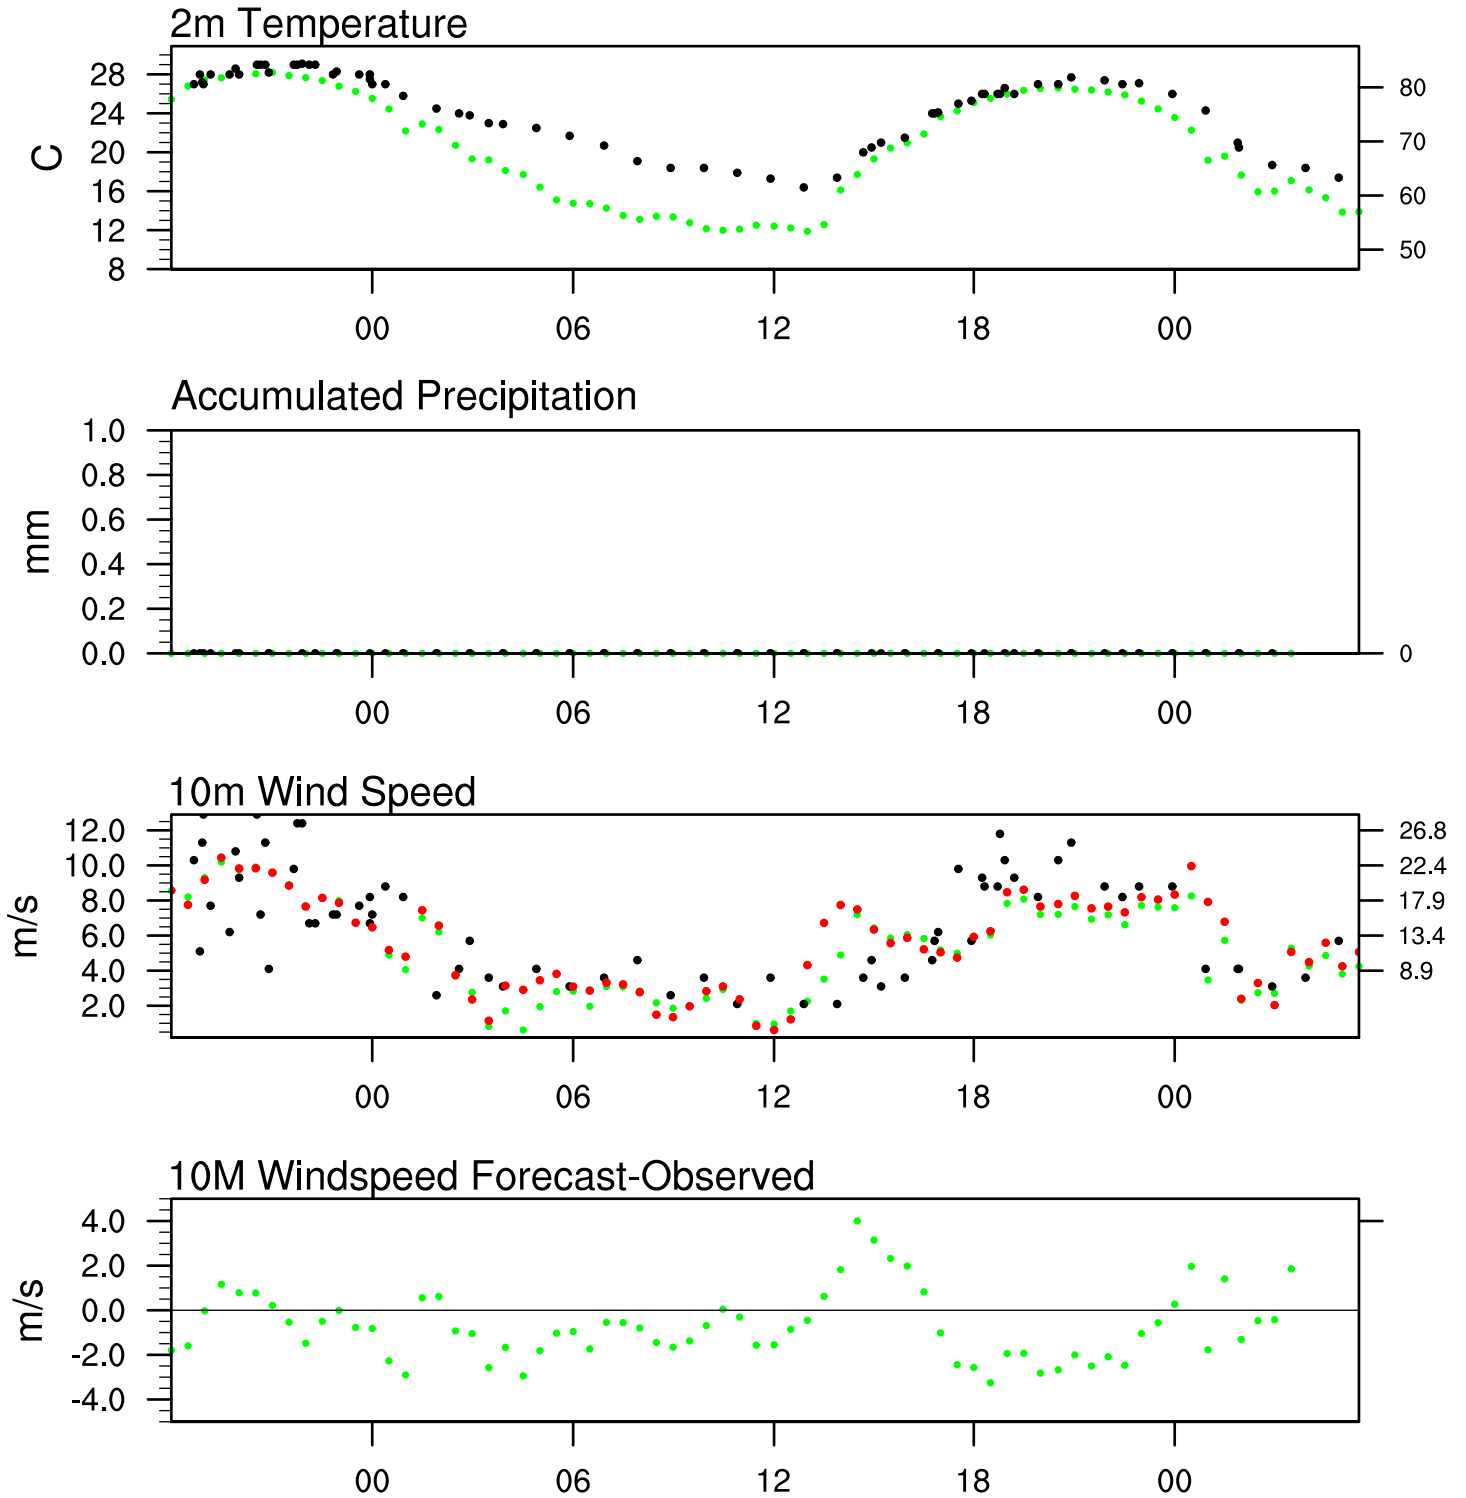 2m Temperature
28
24
20
16
12
8
C
80
70
60
50
00 06 12 18 00
Accumulated Precipitation
1.0
0.8
0.6
0.4
0.2
0.0
mm
0
00 06 12 18 00
10m Wind Speed
12.0
10.0
8.0
6.0
4.0
2.0
m/s
26.8
22.4
17.9
13.4
8.9
00 06 12 18 00
10M Windspeed Forecast-Observed
4.0
2.0
0.0
-2.0
-4.0
m/s
00 06 12 18 00